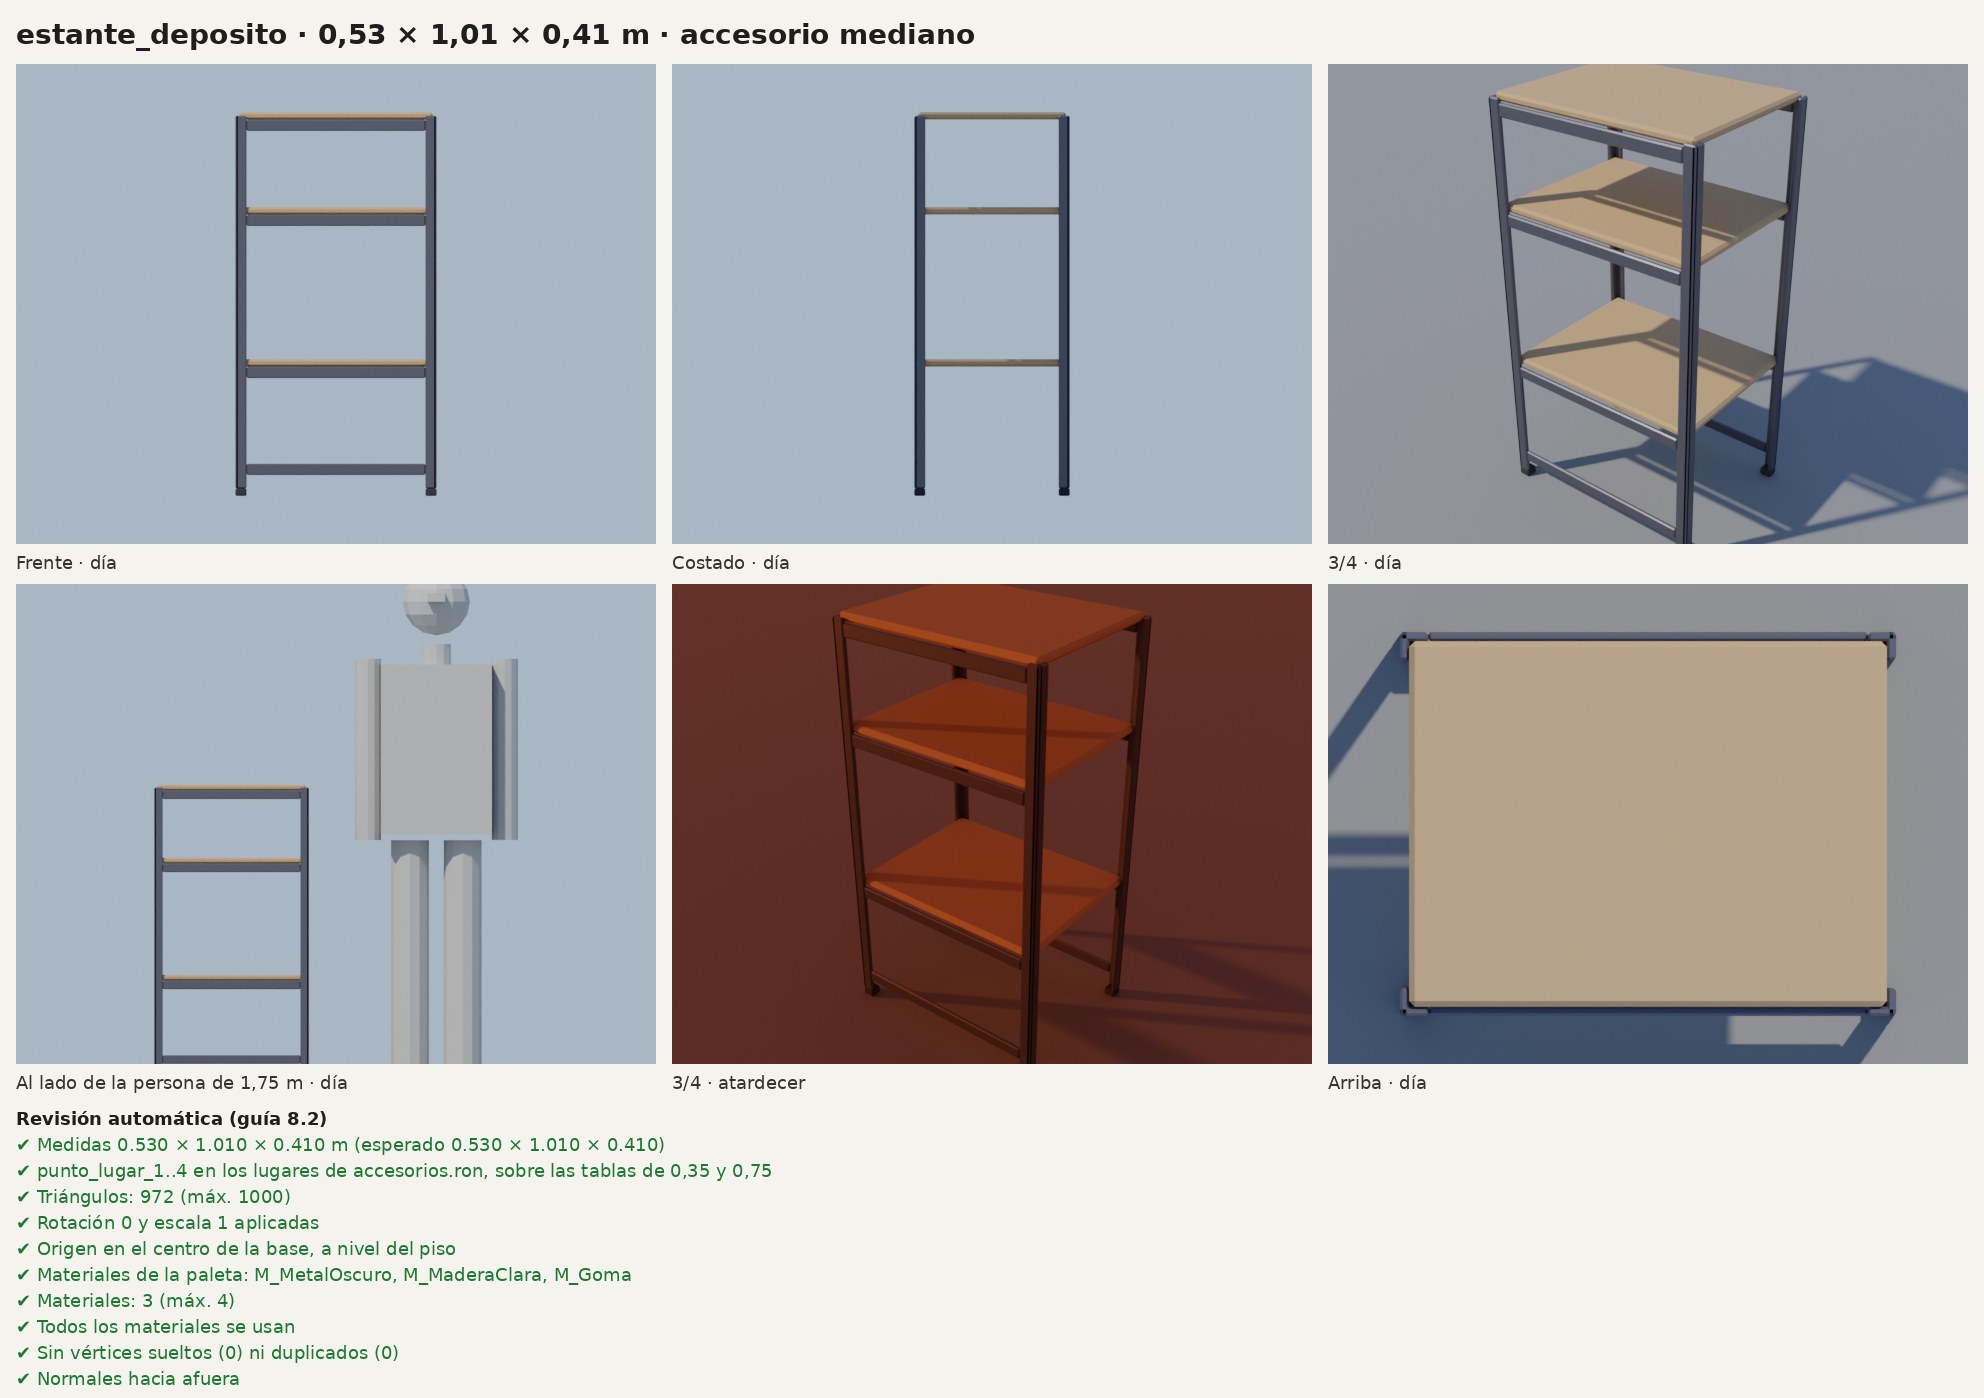 estante_deposito · 0,53 × 1,01 × 0,41 m · accesorio mediano
Frente · día
Costado · día
3/4 · día
Al lado de la persona de 1,75 m · día
3/4 · atardecer
Arriba · día
Revisión automática (guía 8.2)
✔ Medidas 0.530 × 1.010 × 0.410 m (esperado 0.530 × 1.010 × 0.410)
✔ punto_lugar_1..4 en los lugares de accesorios.ron, sobre las tablas de 0,35 y 0,75
✔ Triángulos: 972 (máx. 1000)
✔ Rotación 0 y escala 1 aplicadas
✔ Origen en el centro de la base, a nivel del piso
✔ Materiales de la paleta: M_MetalOscuro, M_MaderaClara, M_Goma
✔ Materiales: 3 (máx. 4)
✔ Todos los materiales se usan
✔ Sin vértices sueltos (0) ni duplicados (0)
✔ Normales hacia afuera